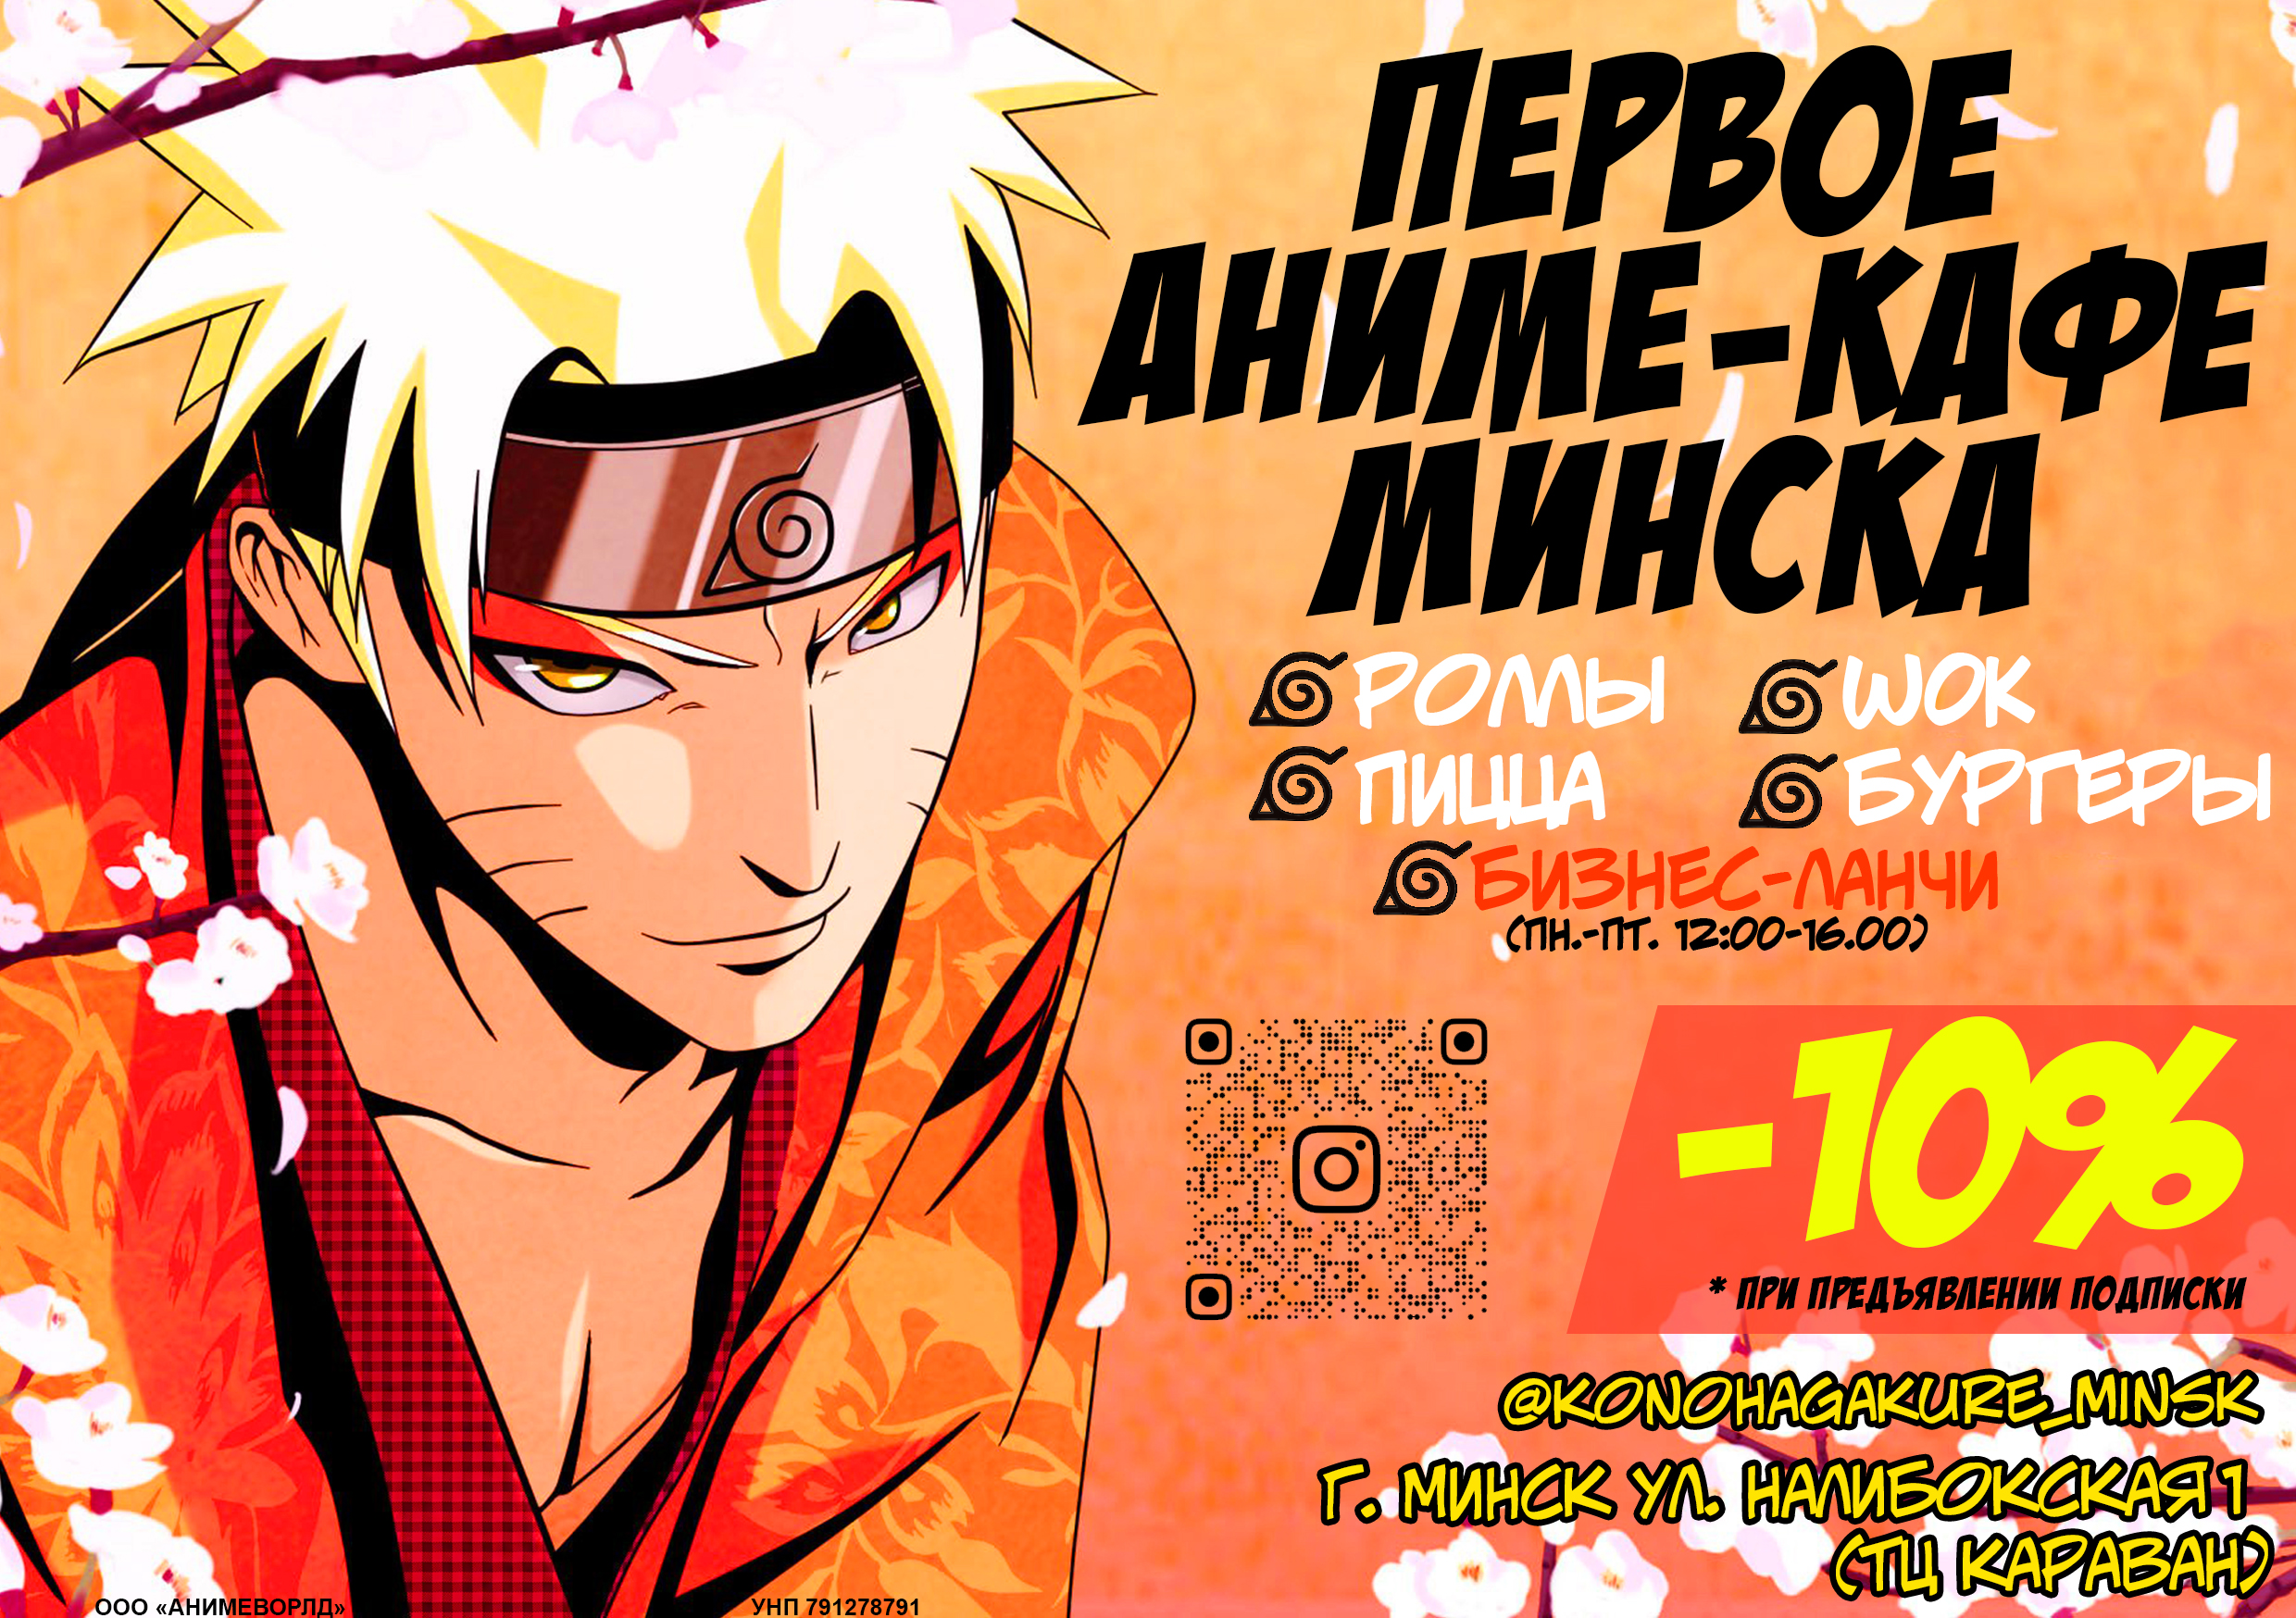 ПЕРВОЕ
АНИМЕ-КАФЕ
МИНСКА
РОЛЛЫ
WOK
ПИЦЦА
БУРГЕРЫ
БИЗНЕС-ЛАНЧИ
(ПН.-ПТ. 12:00-16.00)
-10%
* ПРИ ПРЕДЪЯВЛЕНИИ ПОДПИСКИ
@KONOHAGAKURE_MINSK
Г. МИНСК УЛ. НАЛИБОКСКАЯ 1
(ТЦ КАРАВАН)
ООО «АНИМЕВОРЛД»
УНП 791278791